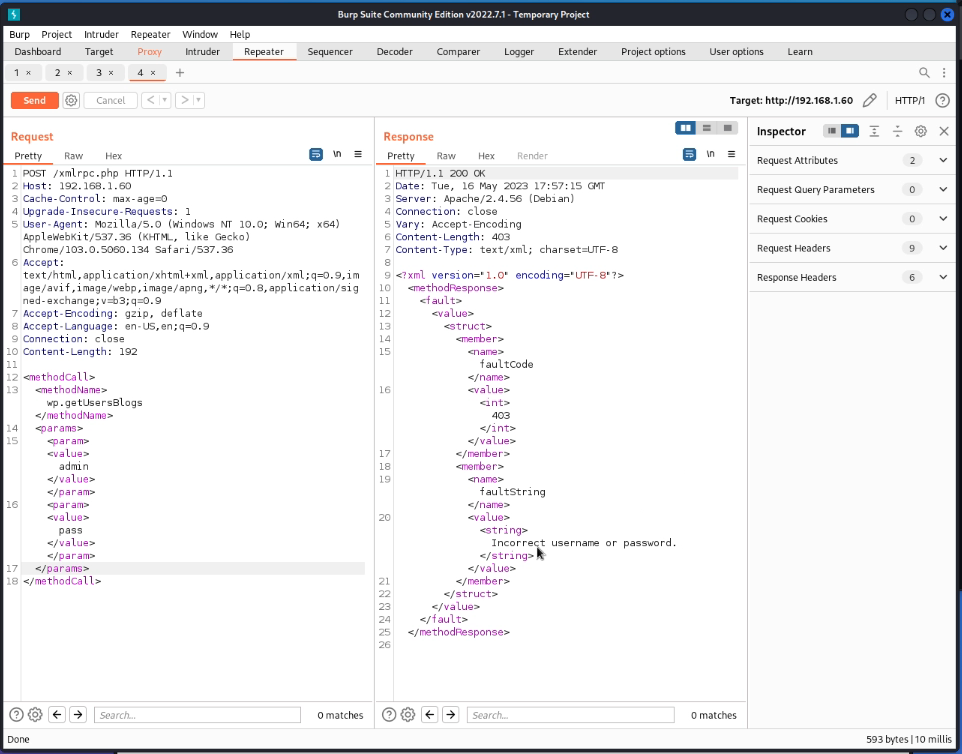 Burp Suite Community Edition v2022.7.1 - Temporary Project
Burp Project Intruder Repeater Window Help
Dashboard Target Proxy Intruder Repeater Sequencer Decoder Comparer Logger Extender Project options User options Learn
1 × 2 × 3 × 4 × +
Send Cancel < > Target: http://192.168.1.60 HTTP/1 ?
Request
Pretty Raw Hex \n
1 POST /xmlrpc.php HTTP/1.1
2 Host: 192.168.1.60
3 Cache-Control: max-age=0
4 Upgrade-Insecure-Requests: 1
5 User-Agent: Mozilla/5.0 (Windows NT 10.0; Win64; x64)
AppleWebKit/537.36 (KHTML, like Gecko)
Chrome/103.0.5060.134 Safari/537.36
6 Accept:
text/html,application/xhtml+xml,application/xml;q=0.9,im
age/avif,image/webp,image/apng,*/*;q=0.8,application/sig
ned-exchange;v=b3;q=0.9
7 Accept-Encoding: gzip, deflate
8 Accept-Language: en-US,en;q=0.9
9 Connection: close
10 Content-Length: 192
11
12 <methodCall>
13 <methodName>
wp.getUsersBlogs
</methodName>
14 <params>
15 <param>
<value>
admin
</value>
</param>
16 <param>
<value>
pass
</value>
</param>
17 </params>
18 </methodCall>
? Search... 0 matches
Response
Pretty Raw Hex Render \n
1 HTTP/1.1 200 OK
2 Date: Tue, 16 May 2023 17:57:15 GMT
3 Server: Apache/2.4.56 (Debian)
4 Connection: close
5 Vary: Accept-Encoding
6 Content-Length: 403
7 Content-Type: text/xml; charset=UTF-8
8
9 <?xml version="1.0" encoding="UTF-8"?>
10 <methodResponse>
11 <fault>
12 <value>
13 <struct>
14 <member>
15 <name>
faultCode
</name>
16 <value>
<int>
403
</int>
</value>
17 </member>
18 <member>
19 <name>
faultString
</name>
20 <value>
<string>
Incorrect username or password.
</string>
</value>
21 </member>
22 </struct>
23 </value>
24 </fault>
25 </methodResponse>
26
? Search... 0 matches
Inspector
Request Attributes 2
Request Query Parameters 0
Request Cookies 0
Request Headers 9
Response Headers 6
Done 593 bytes | 10 millis